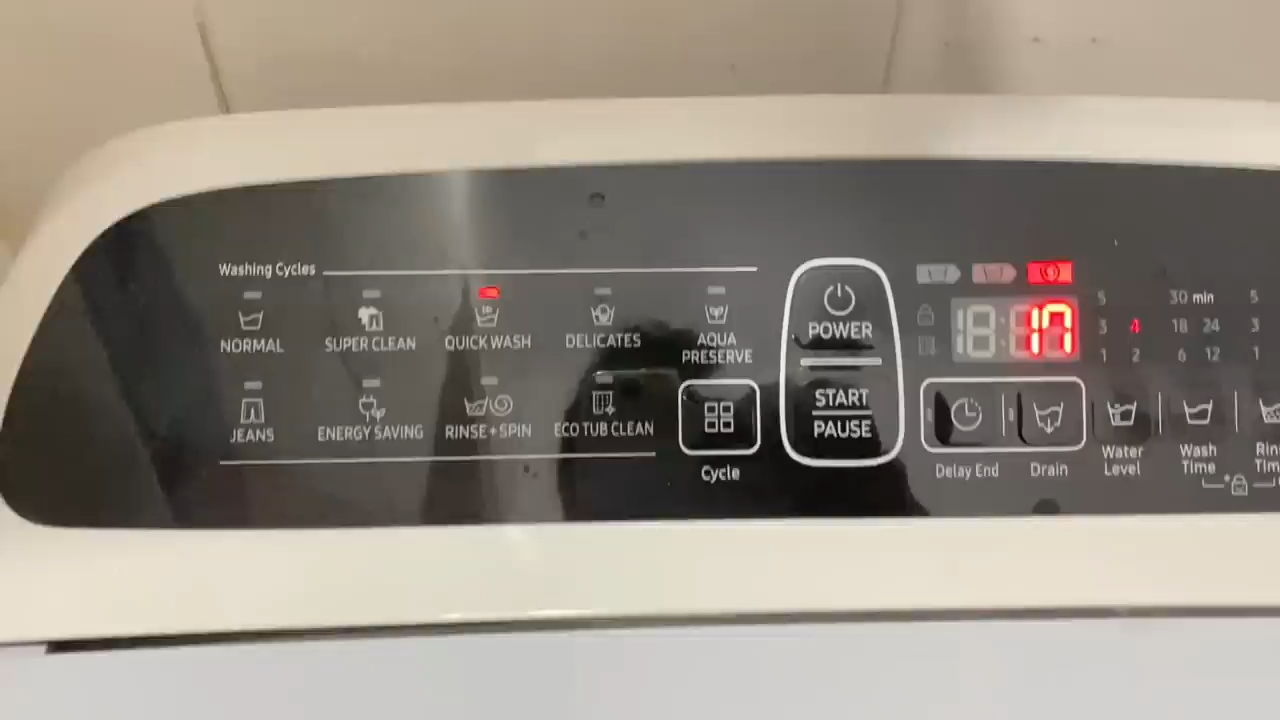 Washing Cycles
NORMAL
SUPER CLEAN
QUICK WASH
DELICATES
AQUA
PRESERVE
JEANS
ENERGY SAVING
RINSE+SPIN
ECO TUB CLEAN
Cycle
POWER
START
PAUSE
17
Delay End
Drain
5
3 4
1 2
Water
Level
30 min
18 24
6 12
Wash
Time
5
3
1